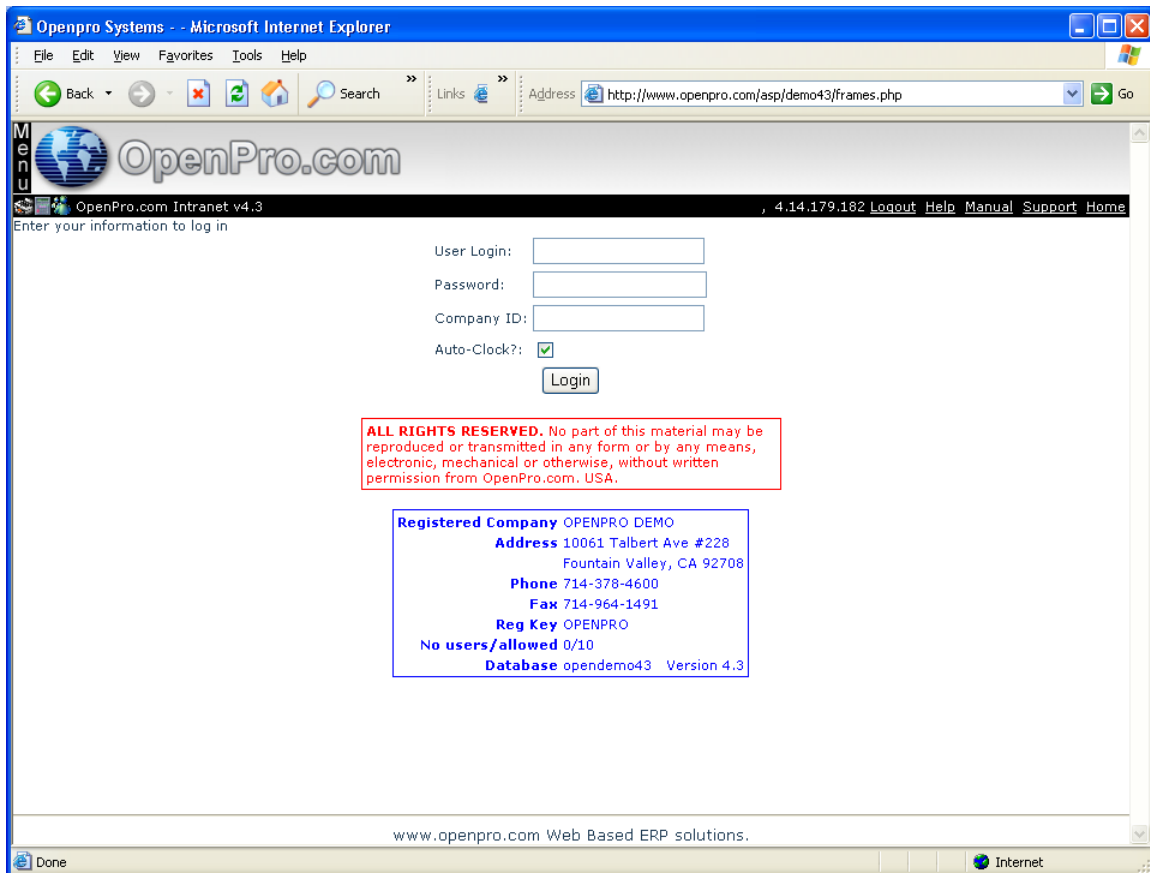 Openpro Systems - - Microsoft Internet Explorer
File Edit View Favorites Tools Help
Back Search » Links » Address http://www.openpro.com/asp/demo43/frames.php Go
Menu
OpenPro.com
OpenPro.com Intranet v4.3 , 4.14.179.182 Logout Help Manual Support Home
Enter your information to log in
User Login:
Password:
Company ID:
Auto-Clock?:
Login
ALL RIGHTS RESERVED. No part of this material may be
reproduced or transmitted in any form or by any means,
electronic, mechanical or otherwise, without written
permission from OpenPro.com. USA.
Registered Company OPENPRO DEMO
Address 10061 Talbert Ave #228
Fountain Valley, CA 92708
Phone 714-378-4600
Fax 714-964-1491
Reg Key OPENPRO
No users/allowed 0/10
Database opendemo43 Version 4.3
www.openpro.com Web Based ERP solutions.
Done Internet